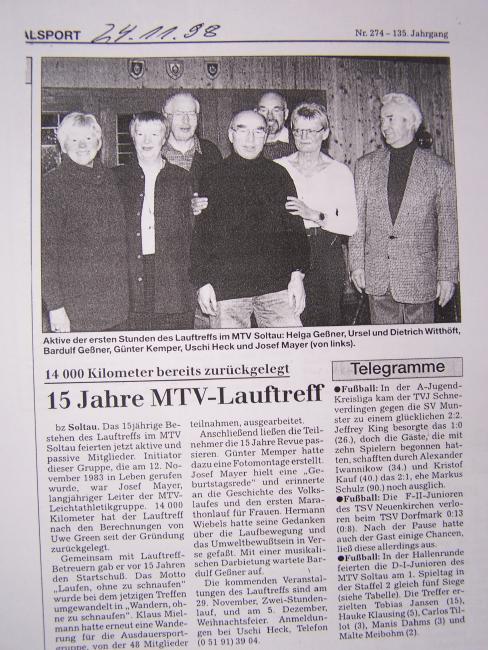 ALSPORT
24.11.98
Nr. 274 – 135. Jahrgang
Aktive der ersten Stunden des Lauftreffs im MTV Soltau: Helga Geßner, Ursel und Dietrich Witthöft,
Bardulf Geßner, Günter Kemper, Uschi Heck und Josef Mayer (von links).
14 000 Kilometer bereits zurückgelegt
15 Jahre MTV-Lauftreff
bz Soltau. Das 15jährige Be-
stehen des Lauftreffs im MTV
Soltau feierten jetzt aktive und
passive Mitglieder. Initiator
dieser Gruppe, die am 12. No-
vember 1983 in Leben gerufen
wurde, war Josef Mayer,
langjähriger Leiter der MTV-
Leichtathletikgruppe. 14 000
Kilometer hat der Lauftreff
nach den Berechnungen von
Uwe Green seit der Gründung
zurückgelegt.
Gemeinsam mit Lauftreff-
Betreuern gab er vor 15 Jahren
den Startschuß. Das Motto
„Laufen, ohne zu schnaufen"
wurde bei dem jetzigen Treffen
umgewandelt in „Wandern, oh-
ne zu schnaufen". Klaus Miel-
mann hatte erneut eine Wande-
rung für die Ausdauersport-
gruppe, von der 48 Mitglieder
teilnahmen, ausgearbeitet.
Anschließend ließen die Teil-
nehmer die 15 Jahre Revue pas-
sieren. Günter Memper hatte
dazu eine Fotomontage erstellt.
Josef Mayer hielt eine „Ge-
burtstagsrede" und erinnerte
an die Geschichte des Volks-
laufes und den ersten Mara-
thonlauf für Frauen. Hermann
Wiebels hatte seine Gedanken
über die Laufbewegung und
das Umweltbewußtsein in Ver-
se gefaßt. Mit einer musikali-
schen Darbietung wartete Bar-
dulf Geßner auf.
Die kommenden Veranstal-
tungen des Lauftreffs sind am
29. November, Zwei-Stunden-
Lauf, und am 5. Dezember,
Weihnachtsfeier. Anmeldun-
gen bei Uschi Heck, Telefon
(0 51 91) 39 04.
Telegramme
●Fußball: In der A-Jugend-
Kreisliga kam der TVJ Schne-
verdingen gegen die SV Mun-
ster zu einem glücklichen 2:2.
Jeffrey King besorgte das 1:0
(26.), doch die Gäste, die mit
zehn Spielern begonnen hat-
ten, schafften durch Alexander
Iwannikow (34.) und Kristof
Kauf (40.) das 2:1, ehe Markus
Schulz (90.) noch ausglich.
●Fußball: Die F-II-Junioren
des TSV Neuenkirchen verlo-
ren beim TSV Dorfmark 0:13
(0:8). Nach der Pause hatte
auch der Gast einige Chancen,
ließ diese allerdings aus.
●Fußball: In der Hallenrunde
feierten die D-I-Junioren des
MTV Soltau am 1. Spieltag in
der Staffel 2 gleich fünf Siege
(siehe Tabelle). Die Treffer er-
zielten Tobias Jansen (15),
Hauke Klausing (5), Carlos Til-
lot (3), Manis Dahms (3) und
Malte Meibohm (2).